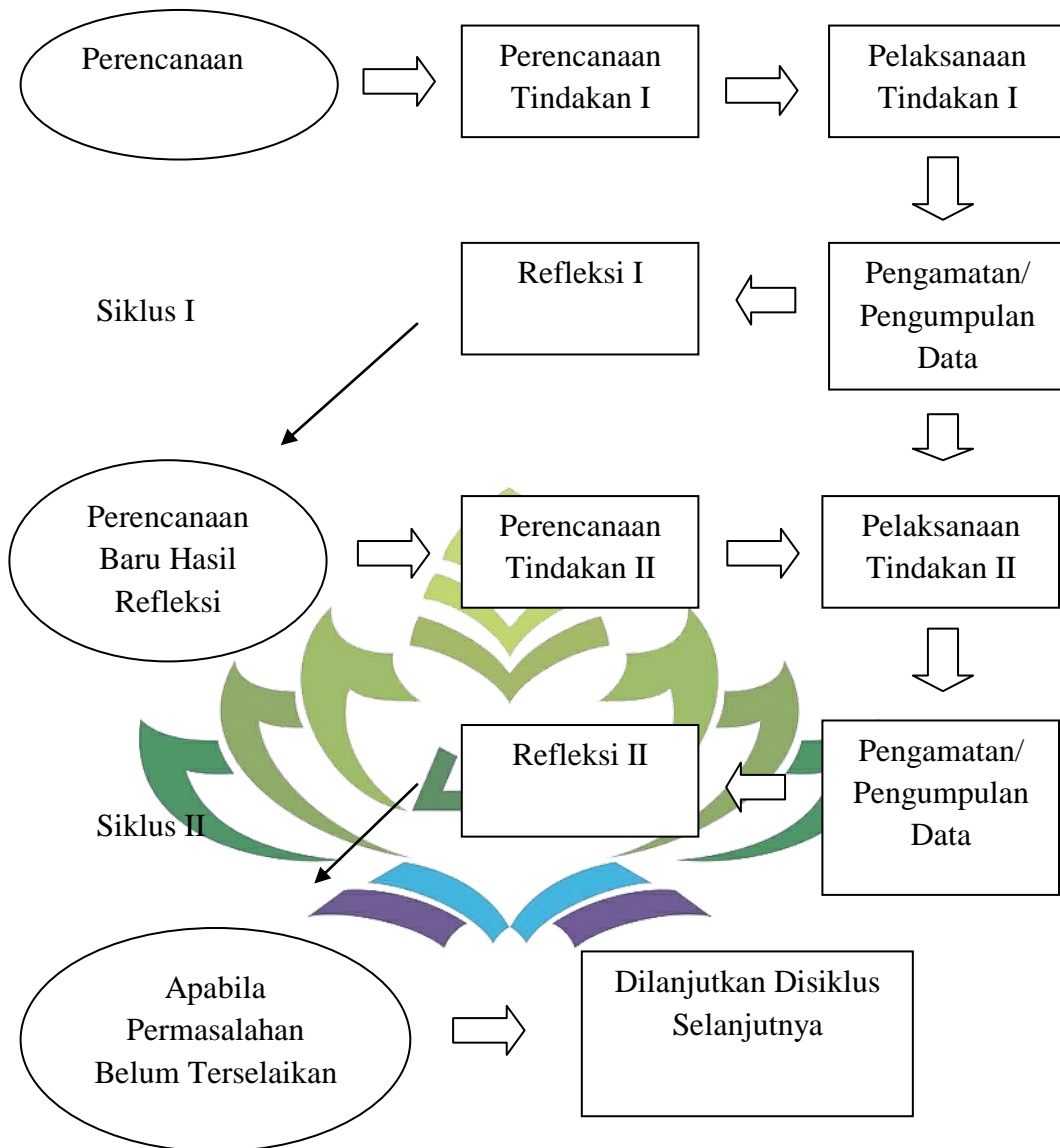 Perencanaan
Perencanaan
Tindakan I
Pelaksanaan
Tindakan I
Siklus I
Refleksi I
Pengamatan/
Pengumpulan
Data
Perencanaan
Baru Hasil
Refleksi
Perencanaan
Tindakan II
Pelaksanaan
Tindakan II
Siklus II
Refleksi II
Pengamatan/
Pengumpulan
Data
Apabila
Permasalahan
Belum Terselaikan
Dilanjutkan Disiklus
Selanjutnya